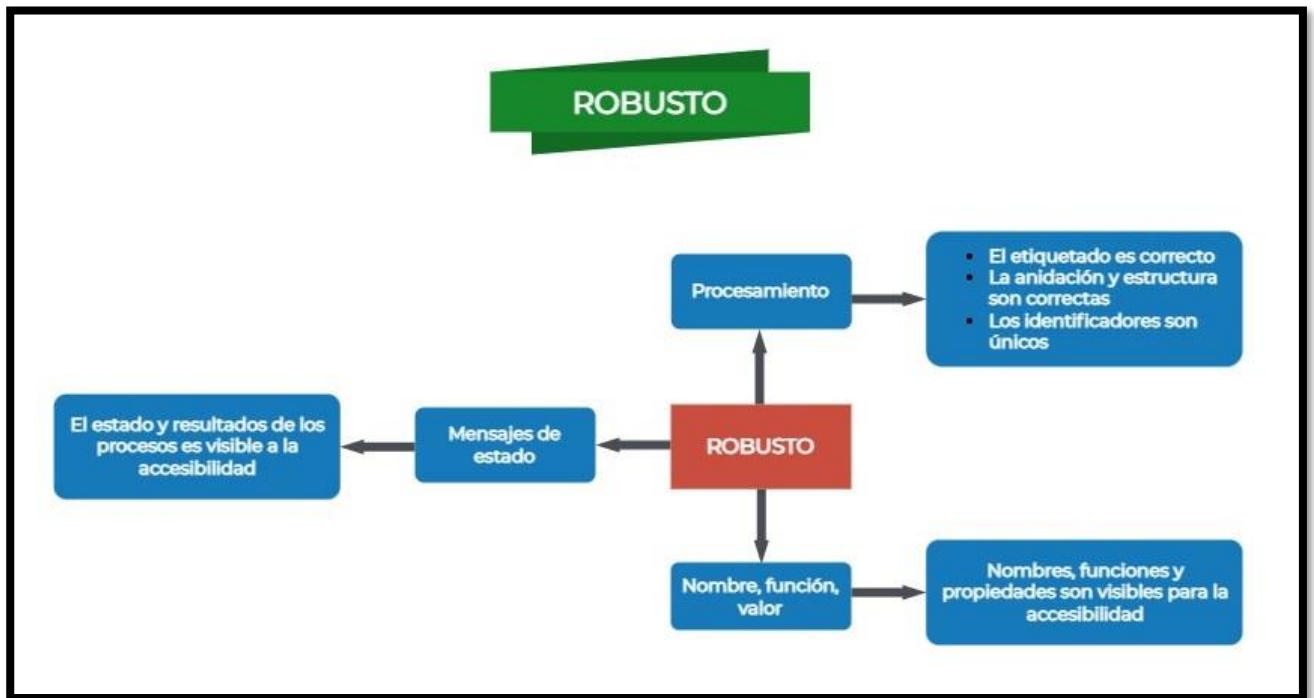 ROBUSTO
Procesamiento
• El etiquetado es correcto
• La anidación y estructura
son correctas
• Los identificadores son
únicos
El estado y resultados de los
procesos es visible a la
accesibilidad
Mensajes de
estado
ROBUSTO
Nombre, función,
valor
Nombres, funciones y
propiedades son visibles para la
accesibilidad